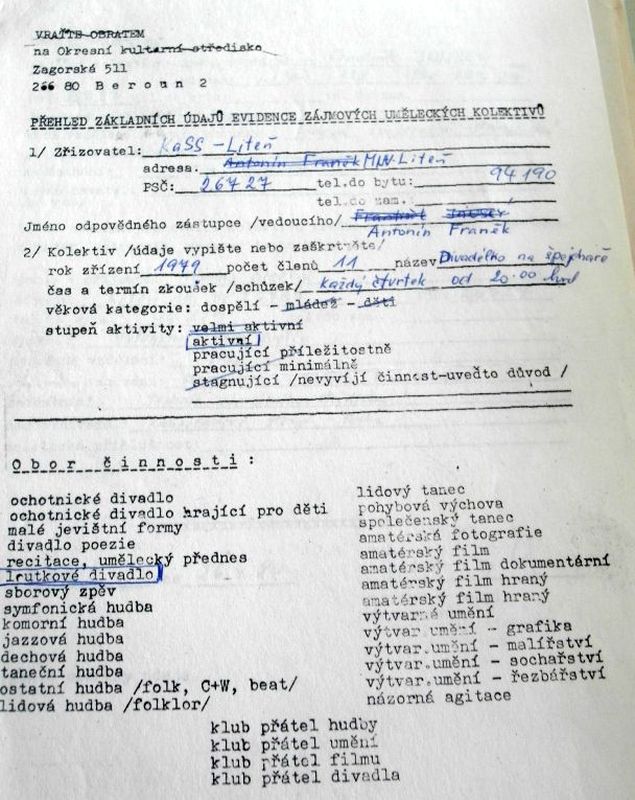 VRAŤTE OBRATEM
na Okresní kulturní středisko
Zagorská 511
266 80 B e r o u n 2
PŘEHLED ZÁKLADNÍCH ÚDAJŮ EVIDENCE ZÁJMOVÝCH UMĚLECKÝCH KOLEKTIVŮ
1/ Zřizovatel: KaSS - Liteň
adresa: Antonín Franěk MNV Liteň
PSČ: 26727 tel.do bytu: 94190
tel.do zam.
Jméno odpovědného zástupce /vedoucího/
Antonín Franěk
2/ Kolektiv /údaje vypište nebo zaškrtněte/
rok zřízení 1979 počet členů 11 název Divadélko na špejchaře
čas a termín zkoušek /schůzek/ každý čtvrtek od 20.00 hod
věková kategorie: dospělí - mládež - děti
stupeň aktivity: velmi aktivní
aktivní
pracující příležitostně
pracující minimálně
stagnující /nevyvíjí činnost-uveďto důvod /
O b o r č i n n o s t i :
ochotnické divadlo
ochotnické divadlo hrající pro děti
malé jevištní formy
divadlo poezie
recitace, umělecký přednes
loutkové divadlo
sborový zpěv
symfonická hudba
komorní hudba
jazzová hudba
dechová hudba
taneční hudba
ostatní hudba /folk, C+W, beat/
lidová hudba /folklor/
lidový tanec
pohybová výchova
společenský tanec
amatérská fotografie
amatérský film
amatérský film dokumentární
amatérský film hraný
amatérský film hraný
výtvarné umění
výtvar.umění - grafika
výtvar.umění - malířství
výtvar.umění - sochařství
výtvar.umění - řezbářství
názorná agitace
klub přátel hudby
klub přátel umění
klub přátel filmu
klub přátel divadla